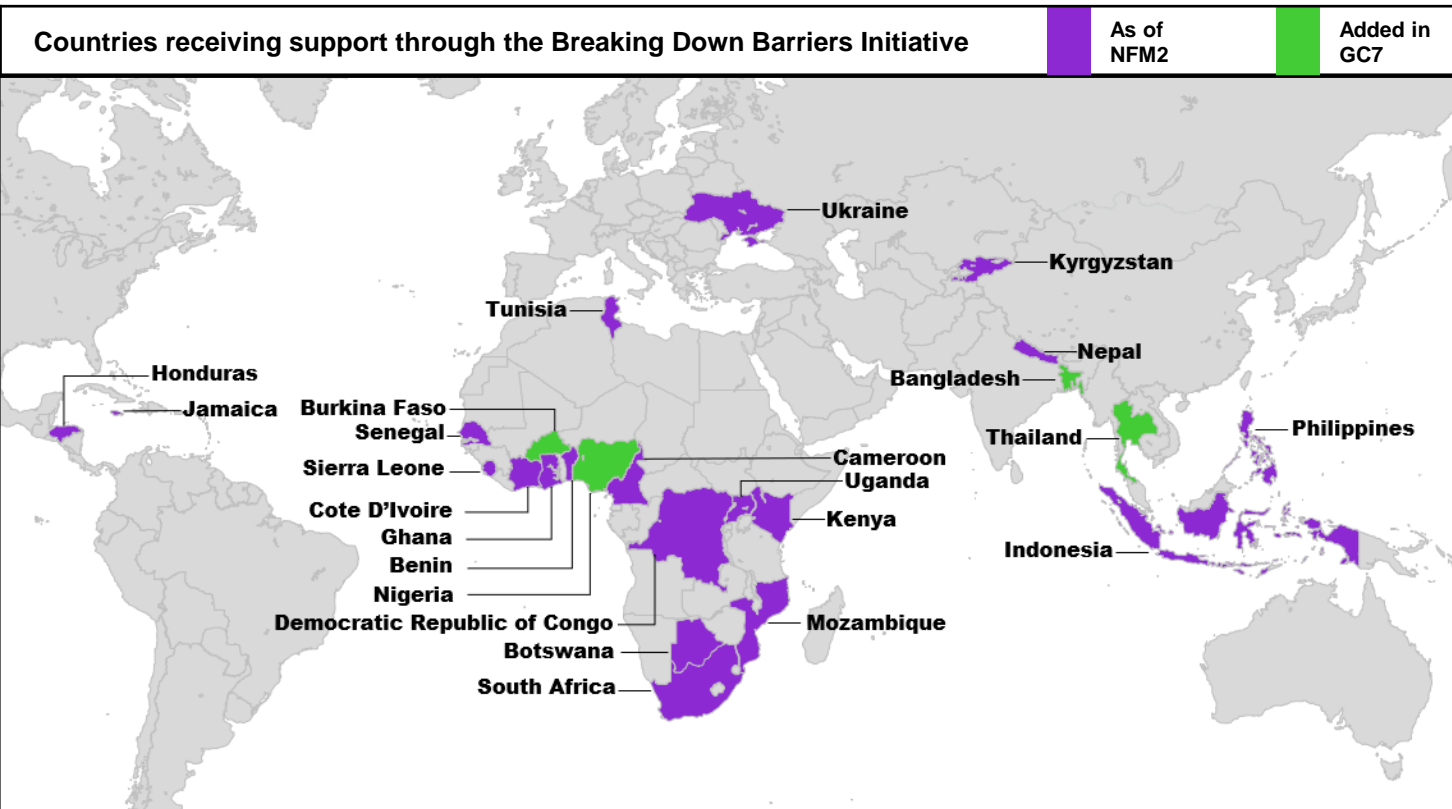 Countries receiving support through the Breaking Down Barriers Initiative
As of
NFM2
Added in
GC7
Ukraine
Kyrgyzstan
Tunisia
Nepal
Bangladesh
Honduras
Jamaica
Burkina Faso
Senegal
Philippines
Thailand
Cameroon
Sierra Leone
Uganda
Cote D'Ivoire
Kenya
Ghana
Indonesia
Benin
Nigeria
Democratic Republic of Congo
Mozambique
Botswana
South Africa